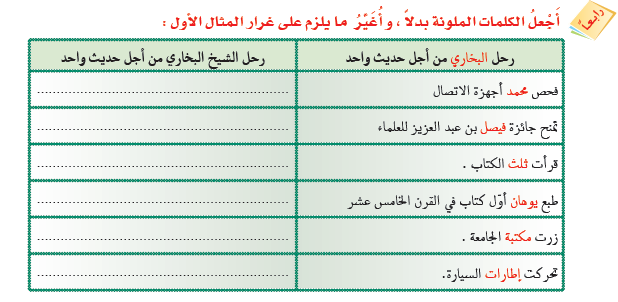 رابعاً
أَجْعلُ الكلمات الملونة بدلاً ، و أُغَيِّرُ ما يلزم على غرار المثال الأول :
رحل البخاري من أجل حديث واحد
رحل الشيخ البخاري من أجل حديث واحد
فحص محمد أجهزة الاتصال
تمنح جائزة فيصل بن عبد العزيز للعلماء
قرأت ثلث الكتاب .
طبع يوهان أوّل كتاب في القرن الخامس عشر
زرت مكتبة الجامعة .
تحركت إطارات السيارة.